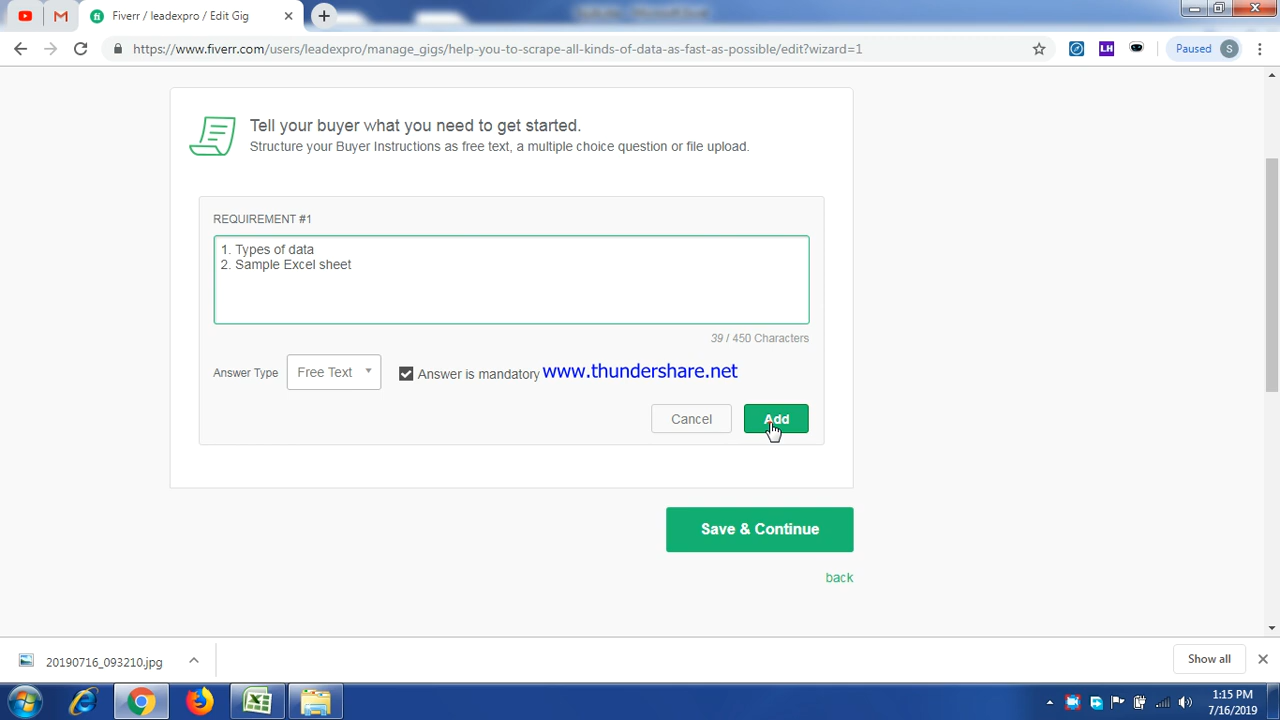 Fiverr / leadexpro / Edit Gig
https://www.fiverr.com/users/leadexpro/manage_gigs/help-you-to-scrape-all-kinds-of-data-as-fast-as-possible/edit?wizard=1
LH
Paused S
Tell your buyer what you need to get started.
Structure your Buyer Instructions as free text, a multiple choice question or file upload.
REQUIREMENT #1
1. Types of data
2. Sample Excel sheet
39 / 450 Characters
Answer Type Free Text Answer is mandatory www.thundershare.net
Cancel Add
Save & Continue
back
20190716_093210.jpg
Show all
1:15 PM
7/16/2019